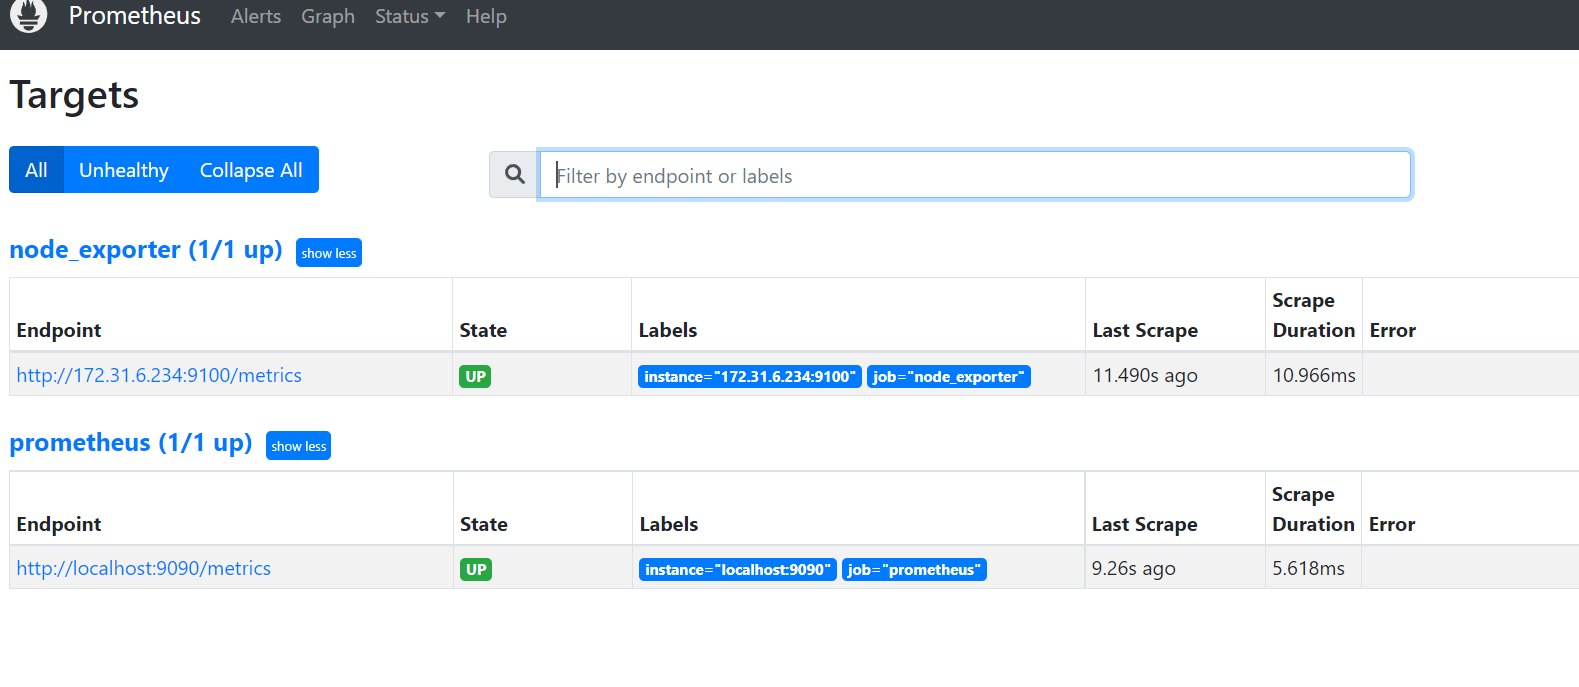 Prometheus Alerts Graph Status Help
Targets
All Unhealthy Collapse All
Filter by endpoint or labels
node_exporter (1/1 up) show less
Endpoint State Labels Last Scrape Scrape Duration Error
http://172.31.6.234:9100/metrics UP instance="172.31.6.234:9100" job="node_exporter" 11.490s ago 10.966ms
prometheus (1/1 up) show less
Endpoint State Labels Last Scrape Scrape Duration Error
http://localhost:9090/metrics UP instance="localhost:9090" job="prometheus" 9.26s ago 5.618ms